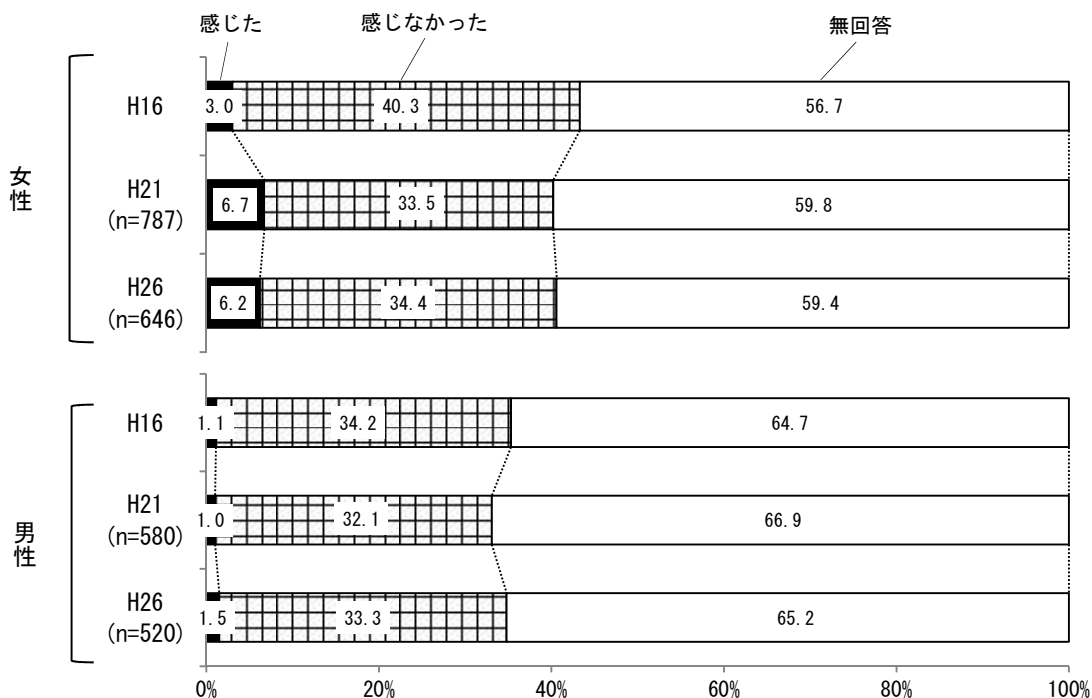 感じた 感じなかった 無回答
女性
H16
3.0 40.3 56.7
H21
(n=787)
6.7 33.5 59.8
H26
(n=646)
6.2 34.4 59.4
男性
H16
1.1 34.2 64.7
H21
(n=580)
1.0 32.1 66.9
H26
(n=520)
1.5 33.3 65.2
0% 20% 40% 60% 80% 100%